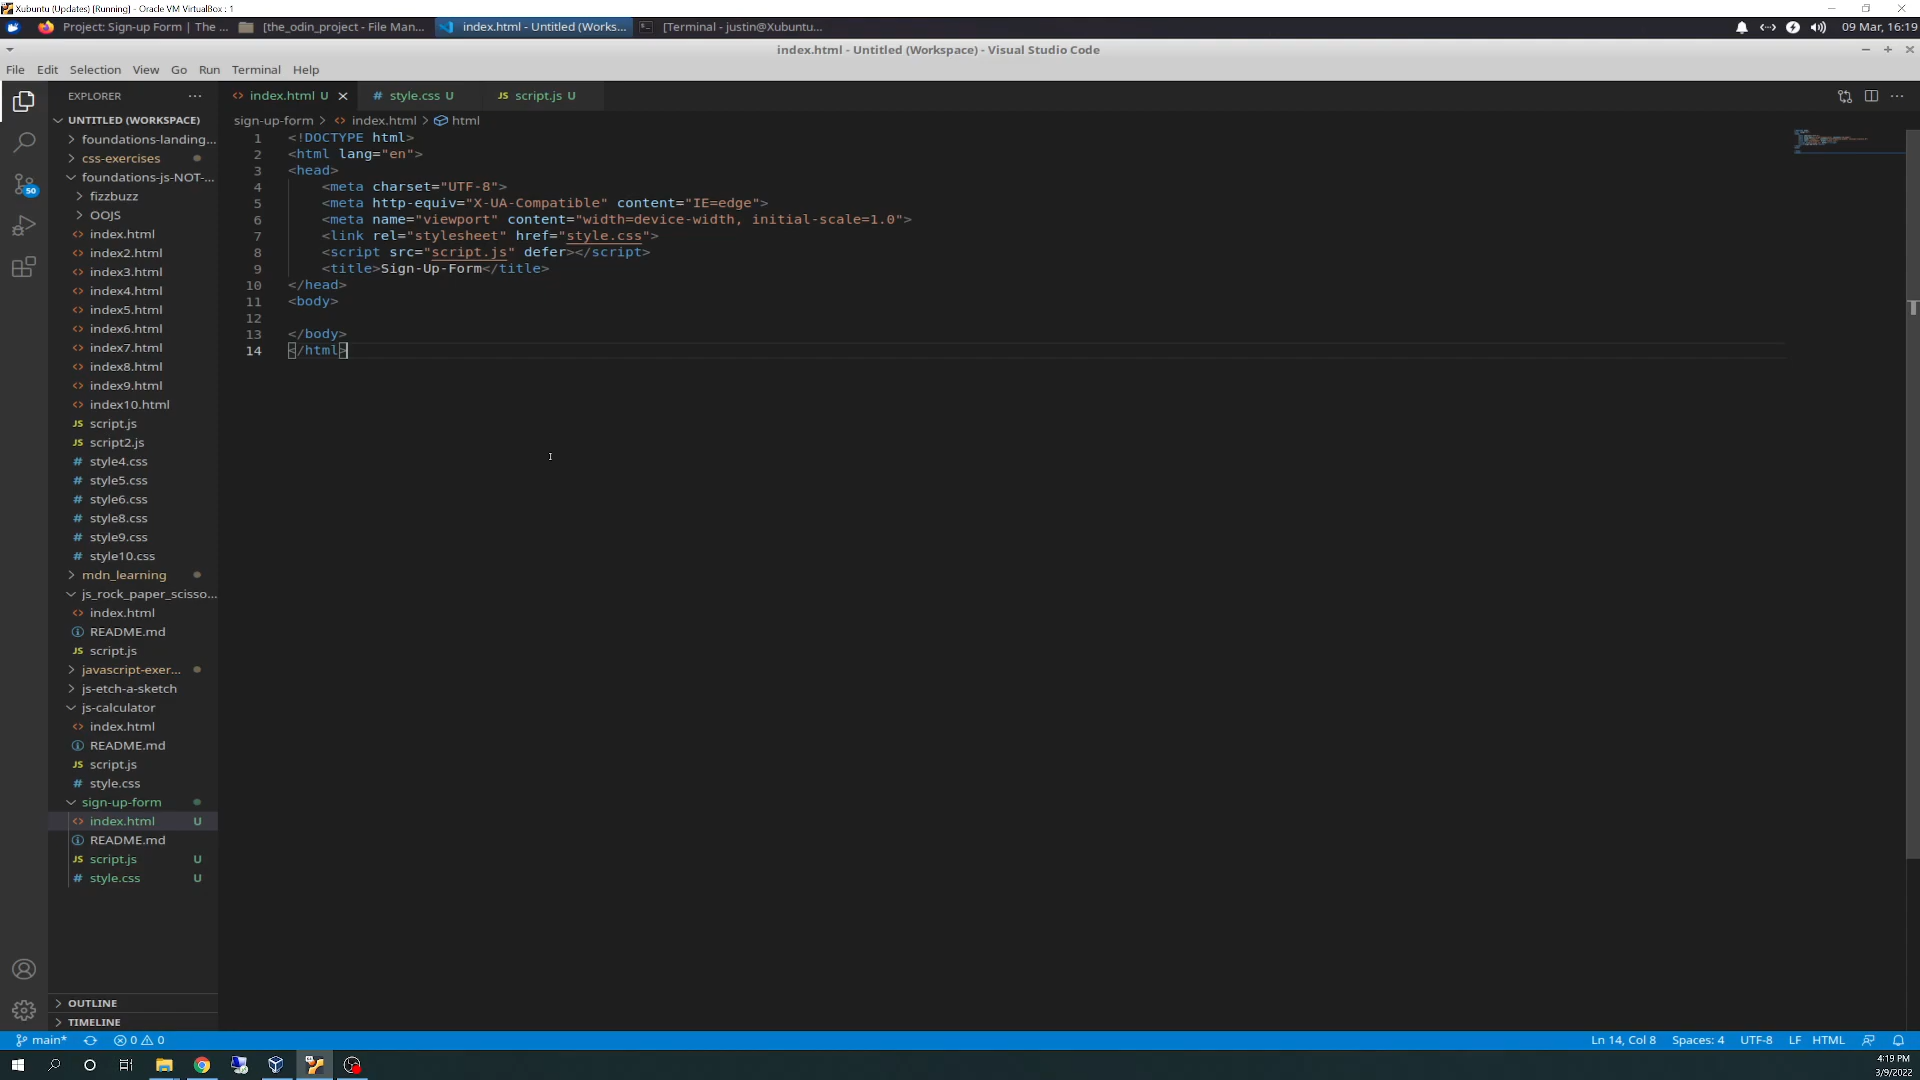 Xubuntu (Updates) [Running] - Oracle VM VirtualBox : 1
Project: Sign-up Form | The ...
[the_odin_project - File Man...
index.html - Untitled (Works...
[Terminal - justin@Xubuntu...
09 Mar, 16:19
index.html - Untitled (Workspace) - Visual Studio Code
File Edit Selection View Go Run Terminal Help
EXPLORER ...
index.html U
# style.css U
JS script.js U
UNTITLED (WORKSPACE)
sign-up-form > <> index.html > html
foundations-landing...
css-exercises
foundations-js-NOT-...
fizzbuzz
OOJS
<> index.html
<> index2.html
<> index3.html
<> index4.html
<> index5.html
<> index6.html
<> index7.html
<> index8.html
<> index9.html
<> index10.html
JS script.js
JS script2.js
# style4.css
# style5.css
# style6.css
# style8.css
# style9.css
# style10.css
mdn_learning
js_rock_paper_scisso...
<> index.html
README.md
JS script.js
javascript-exer...
js-etch-a-sketch
js-calculator
<> index.html
README.md
JS script.js
# style.css
sign-up-form
<> index.html U
README.md
JS script.js U
# style.css U
OUTLINE
TIMELINE
50
1 <!DOCTYPE html>
2 <html lang="en">
3 <head>
4 <meta charset="UTF-8">
5 <meta http-equiv="X-UA-Compatible" content="IE=edge">
6 <meta name="viewport" content="width=device-width, initial-scale=1.0">
7 <link rel="stylesheet" href="style.css">
8 <script src="script.js" defer></script>
9 <title>Sign-Up-Form</title>
10 </head>
11 <body>
12
13 </body>
14 </html>
main*
0 0
Ln 14, Col 8
Spaces: 4
UTF-8
LF
HTML
4:19 PM
3/9/2022